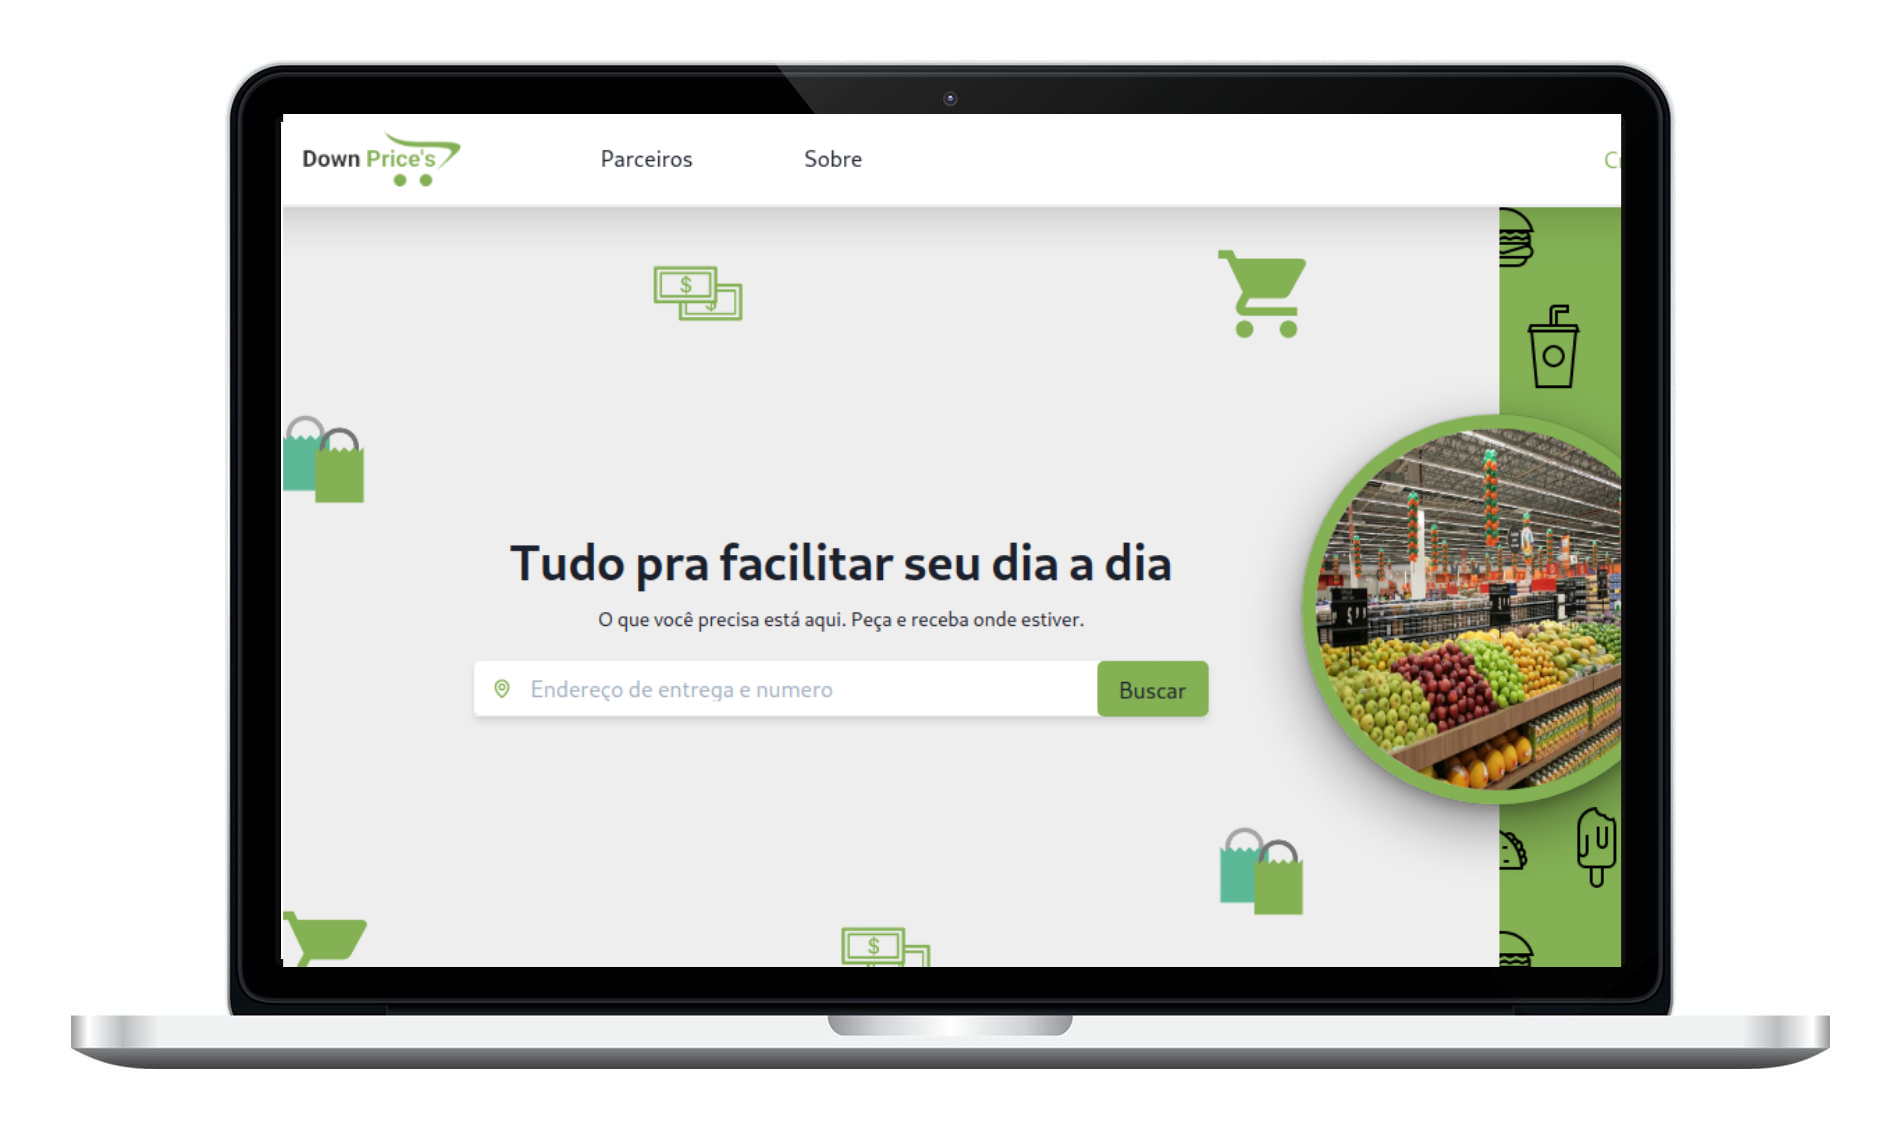 Down Price's
Parceiros
Sobre
$
$
Tudo pra facilitar seu dia a dia
O que você precisa está aqui. Peça e receba onde estiver.
Endereço de entrega e numero
Buscar
$